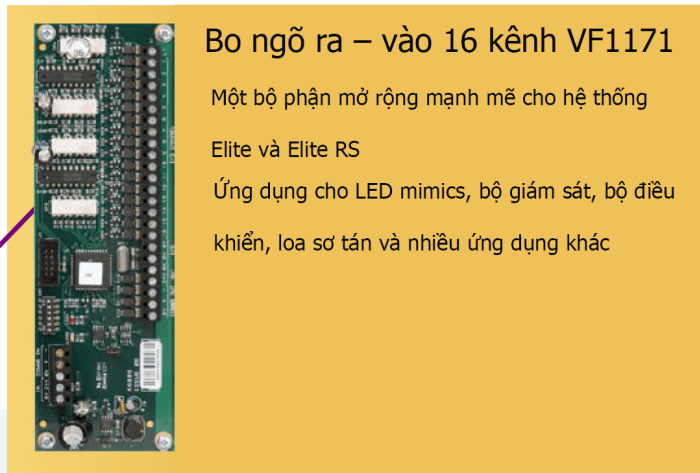 Bo ngõ ra – vào 16 kênh VF1171
Một bộ phận mở rộng mạnh mẽ cho hệ thống
Elite và Elite RS
Ứng dụng cho LED mimics, bộ giám sát, bộ điều
khiển, loa sơ tán và nhiều ứng dụng khác